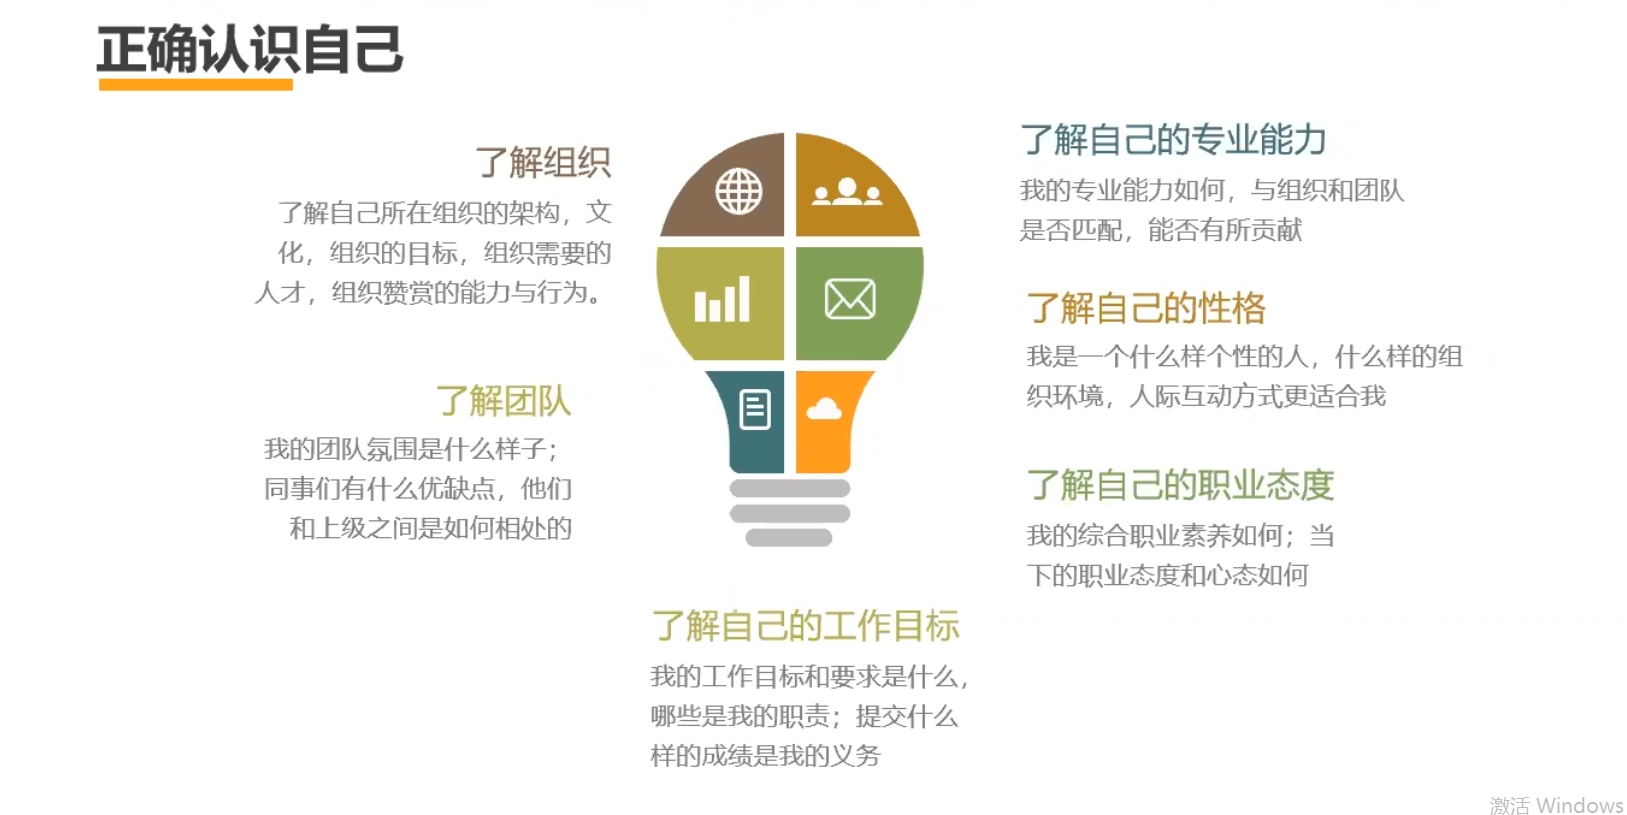 正确认识自己
了解组织
了解自己所在组织的架构，文
化，组织的目标，组织需要的
人才，组织赞赏的能力与行为。
了解团队
我的团队氛围是什么样子；
同事们有什么优缺点，他们
和上级之间是如何相处的
了解自己的专业能力
我的专业能力如何，与组织和团队
是否匹配，能否有所贡献
了解自己的性格
我是一个什么样个性的人，什么样的组
织环境，人际互动方式更适合我
了解自己的职业态度
我的综合职业素养如何；当
下的职业态度和心态如何
了解自己的工作目标
我的工作目标和要求是什么，
哪些是我的职责；提交什么
样的成绩是我的义务
激活 Windows